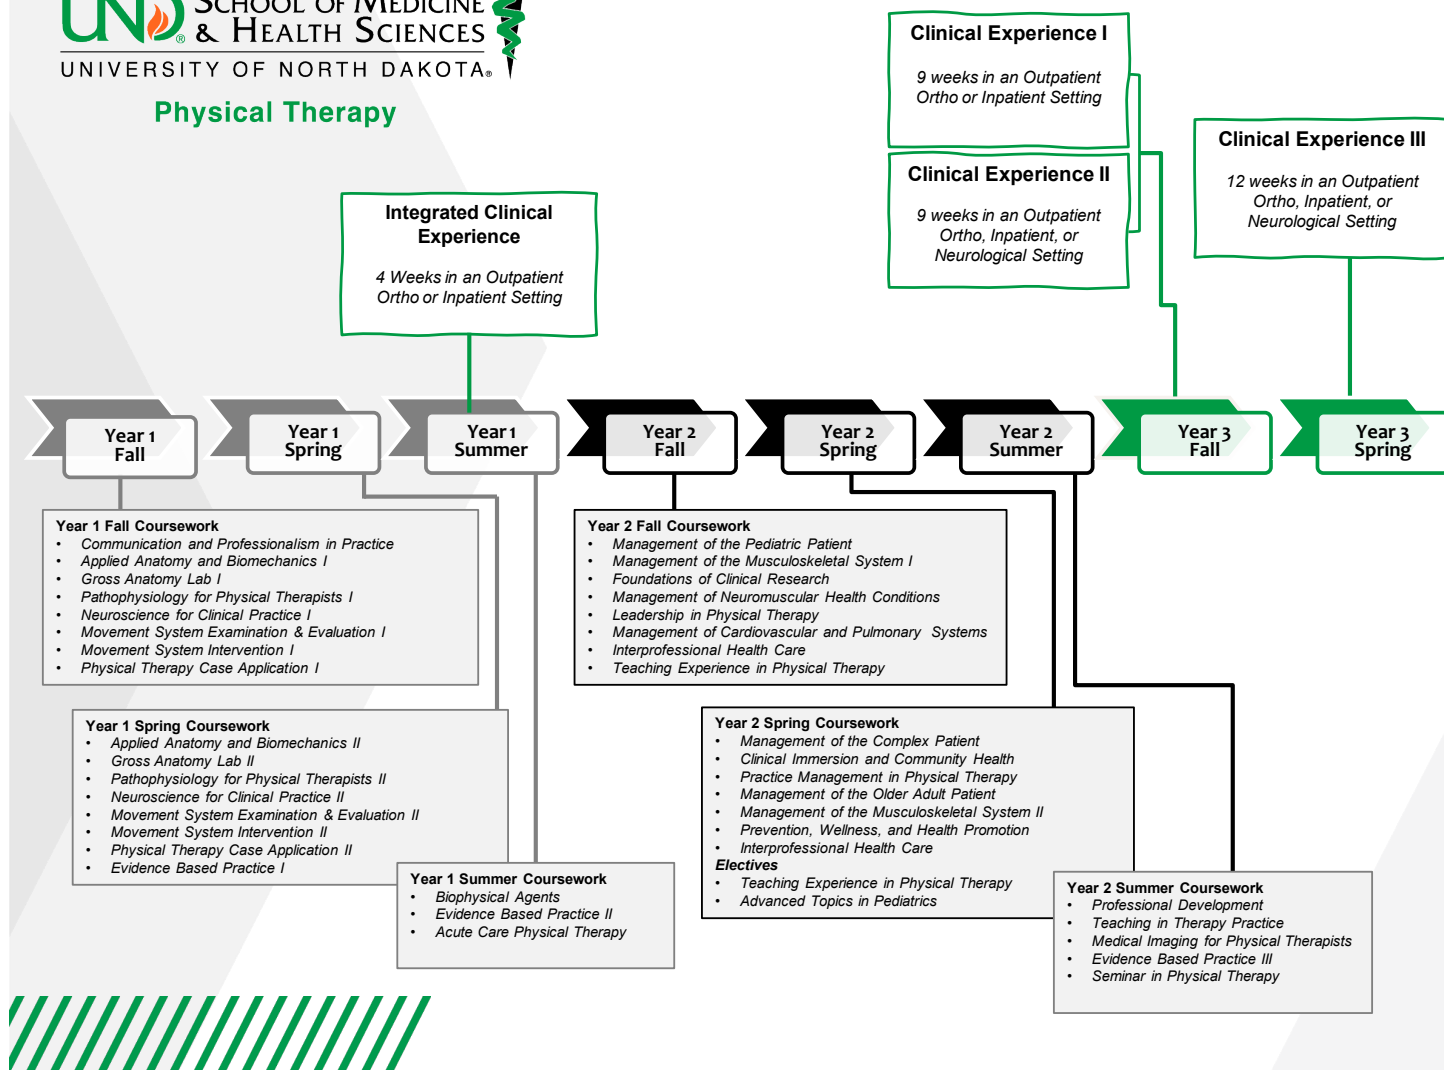 UND
SCHOOL OF MEDICINE
& HEALTH SCIENCES
UNIVERSITY OF NORTH DAKOTA®
Physical Therapy
Clinical Experience I
9 weeks in an Outpatient
Ortho or Inpatient Setting
Clinical Experience II
9 weeks in an Outpatient
Ortho, Inpatient, or
Neurological Setting
Clinical Experience III
12 weeks in an Outpatient
Ortho, Inpatient, or
Neurological Setting
Integrated Clinical
Experience
4 Weeks in an Outpatient
Ortho or Inpatient Setting
Year 1
Fall
Year 1
Spring
Year 1
Summer
Year 2
Fall
Year 2
Spring
Year 2
Summer
Year 3
Fall
Year 3
Spring
Year 1 Fall Coursework
• Communication and Professionalism in Practice
• Applied Anatomy and Biomechanics I
• Gross Anatomy Lab I
• Pathophysiology for Physical Therapists I
• Neuroscience for Clinical Practice I
• Movement System Examination & Evaluation I
• Movement System Intervention I
• Physical Therapy Case Application I
Year 1 Spring Coursework
• Applied Anatomy and Biomechanics II
• Gross Anatomy Lab II
• Pathophysiology for Physical Therapists II
• Neuroscience for Clinical Practice II
• Movement System Examination & Evaluation II
• Movement System Intervention II
• Physical Therapy Case Application II
• Evidence Based Practice I
Year 1 Summer Coursework
• Biophysical Agents
• Evidence Based Practice II
• Acute Care Physical Therapy
Year 2 Fall Coursework
• Management of the Pediatric Patient
• Management of the Musculoskeletal System I
• Foundations of Clinical Research
• Management of Neuromuscular Health Conditions
• Leadership in Physical Therapy
• Management of Cardiovascular and Pulmonary Systems
• Interprofessional Health Care
• Teaching Experience in Physical Therapy
Year 2 Spring Coursework
• Management of the Complex Patient
• Clinical Immersion and Community Health
• Practice Management in Physical Therapy
• Management of the Older Adult Patient
• Management of the Musculoskeletal System II
• Prevention, Wellness, and Health Promotion
• Interprofessional Health Care
Electives
• Teaching Experience in Physical Therapy
• Advanced Topics in Pediatrics
Year 2 Summer Coursework
• Professional Development
• Teaching in Therapy Practice
• Medical Imaging for Physical Therapists
• Evidence Based Practice III
• Seminar in Physical Therapy